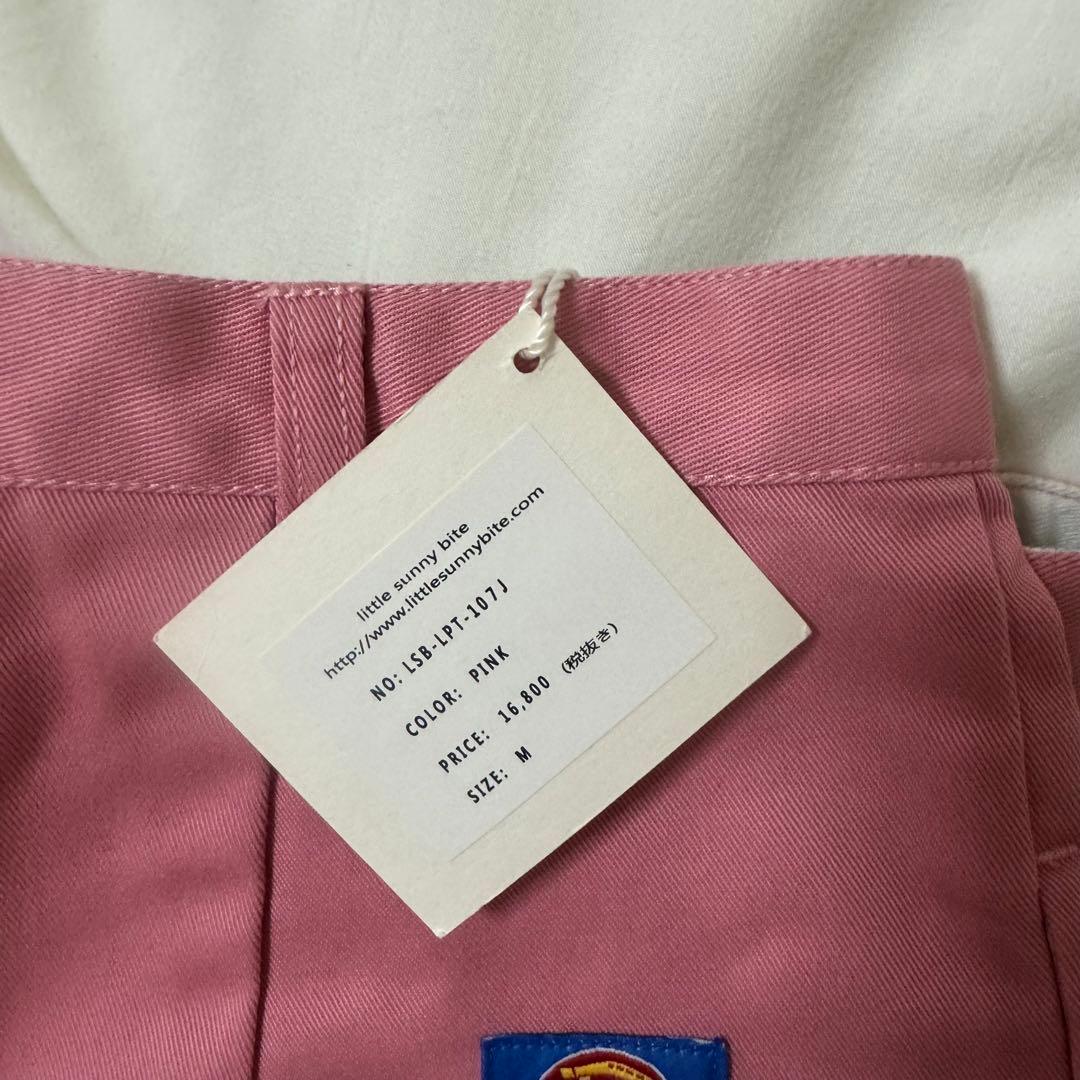 little sunny bite
http://www.littlesunnybite.com
NO: LSB-LPT-107J
COLOR: PINK
PRICE: 16,800 (税抜き)
SIZE: M